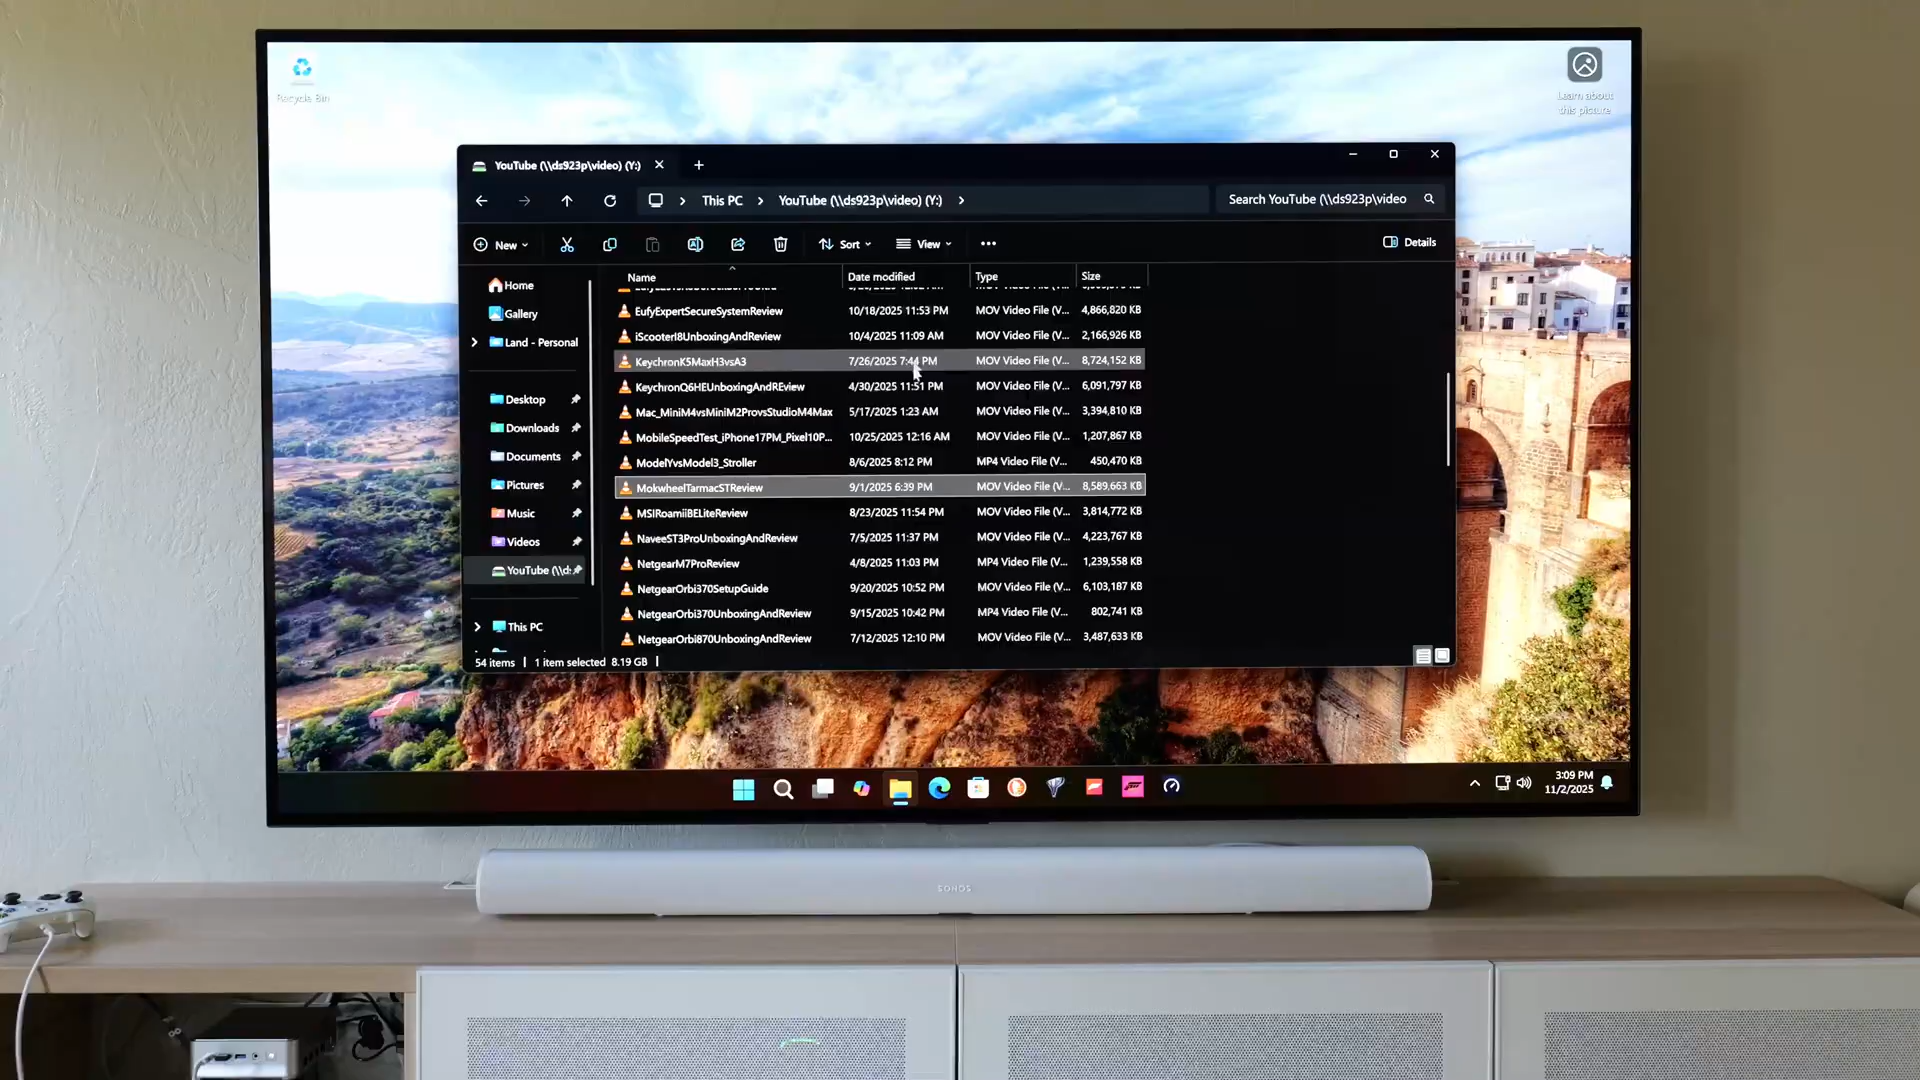 Recycle Bin
Learn about
this picture
YouTube (\\ds923p\video) (Y:)
This PC
YouTube (\\ds923p\video) (Y:)
Search YouTube (\\ds923p\video
New
Sort
View
Details
Name Date modified Type Size
EufyExpertSecureSystemReview 10/18/2025 11:53 PM MOV Video File (V... 4,866,820 KB
iScooterI8UnboxingAndReview 10/4/2025 11:09 AM MOV Video File (V... 2,166,926 KB
KeychronK5MaxH3vsA3 7/26/2025 7:44 PM MOV Video File (V... 8,724,152 KB
KeychronQ6HEUnboxingAndREview 4/30/2025 11:51 PM MOV Video File (V... 6,091,797 KB
Mac_MiniM4vsMiniM2ProvsStudioM4Max 5/17/2025 1:23 AM MOV Video File (V... 3,394,810 KB
MobileSpeedTest_iPhone17PM_Pixel10P... 10/25/2025 12:16 AM MOV Video File (V... 1,207,867 KB
ModelYvsModel3_Stroller 8/6/2025 8:12 PM MP4 Video File (V... 450,470 KB
MokwheelTarmacSTReview 9/1/2025 6:39 PM MOV Video File (V... 8,589,663 KB
MSIRoamiiBELiteReview 8/23/2025 11:54 PM MOV Video File (V... 3,814,772 KB
NaveeST3ProUnboxingAndReview 7/5/2025 11:37 PM MOV Video File (V... 4,223,767 KB
NetgearM7ProReview 4/8/2025 11:03 PM MP4 Video File (V... 1,239,558 KB
NetgearOrbi370SetupGuide 9/20/2025 10:52 PM MOV Video File (V... 6,103,187 KB
NetgearOrbi370UnboxingAndReview 9/15/2025 10:42 PM MP4 Video File (V... 802,741 KB
NetgearOrbi870UnboxingAndReview 7/12/2025 12:10 PM MOV Video File (V... 3,487,633 KB
Home
Gallery
Land - Personal
Desktop
Downloads
Documents
Pictures
Music
Videos
YouTube (\\d:
This PC
54 items
1 item selected 8.19 GB
3:09 PM
11/2/2025
SONOS